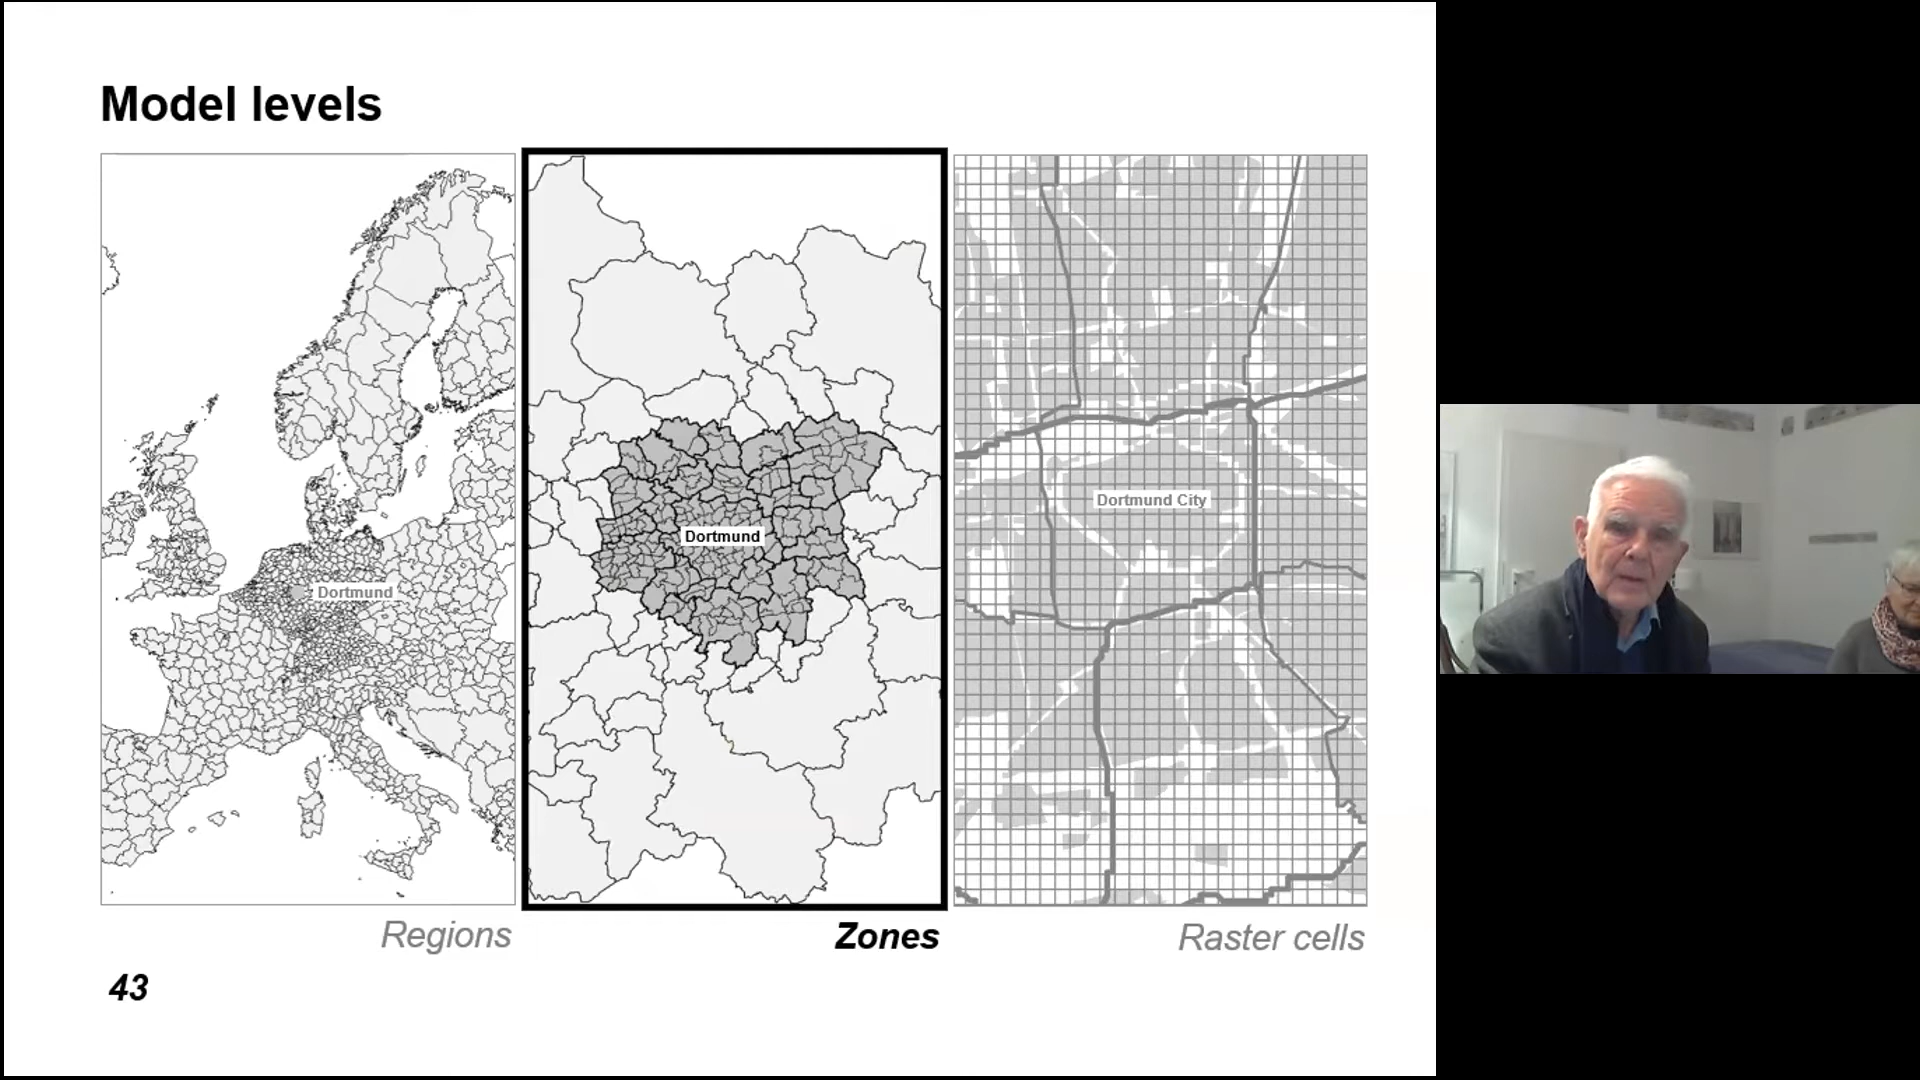 Model levels
Dortmund
Dortmund
Dortmund City
Regions
Zones
Raster cells
43